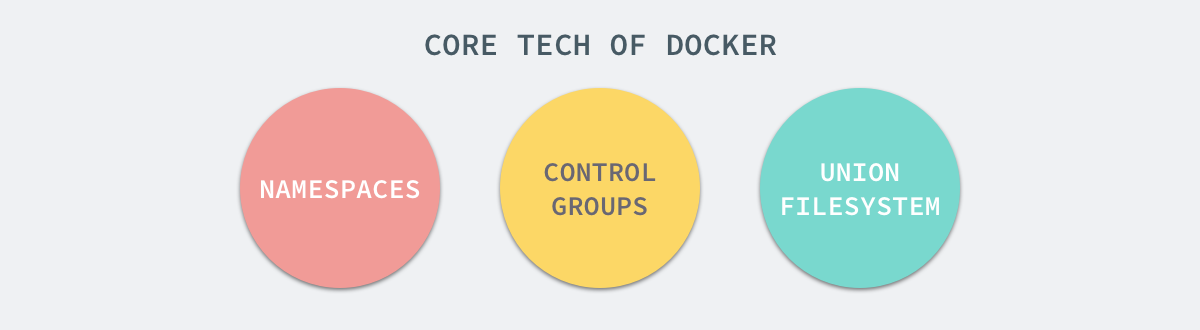 CORE TECH OF DOCKER
NAMESPACES
CONTROL
GROUPS
UNION
FILESYSTEM